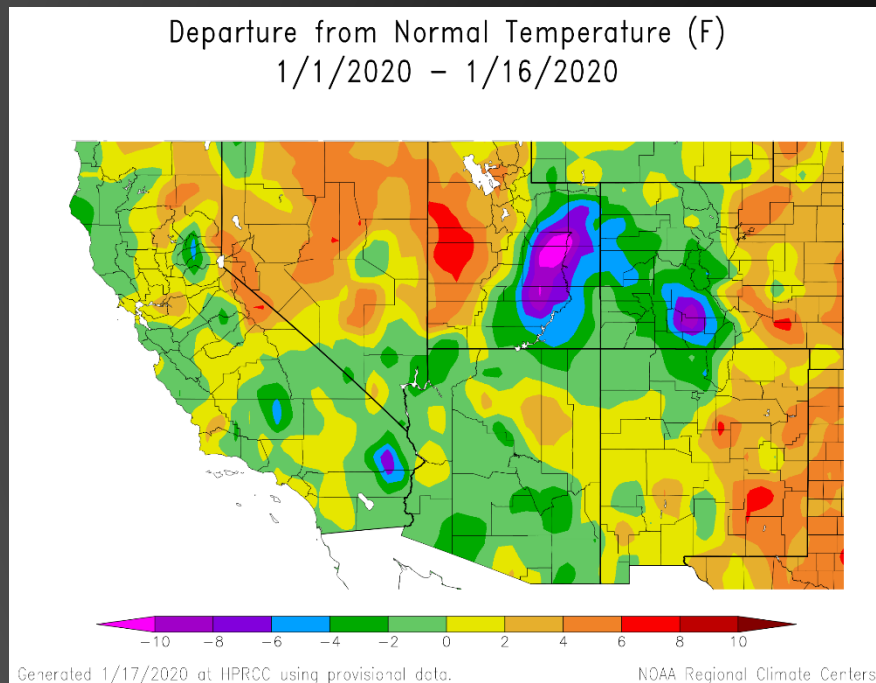 Departure from Normal Temperature (F)
1/1/2020 – 1/16/2020
−10 −8 −6 −4 −2 0 2 4 6 8 10
Generated 1/17/2020 at HPRCC using provisional data. NOAA Regional Climate Centers